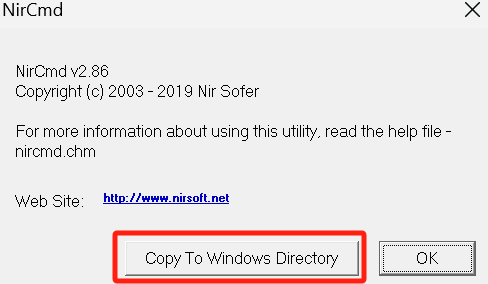 NirCmd
NirCmd v2.86
Copyright (c) 2003 - 2019 Nir Sofer
For more information about using this utility, read the help file -
nircmd.chm
Web Site: http://www.nirsoft.net
Copy To Windows Directory OK